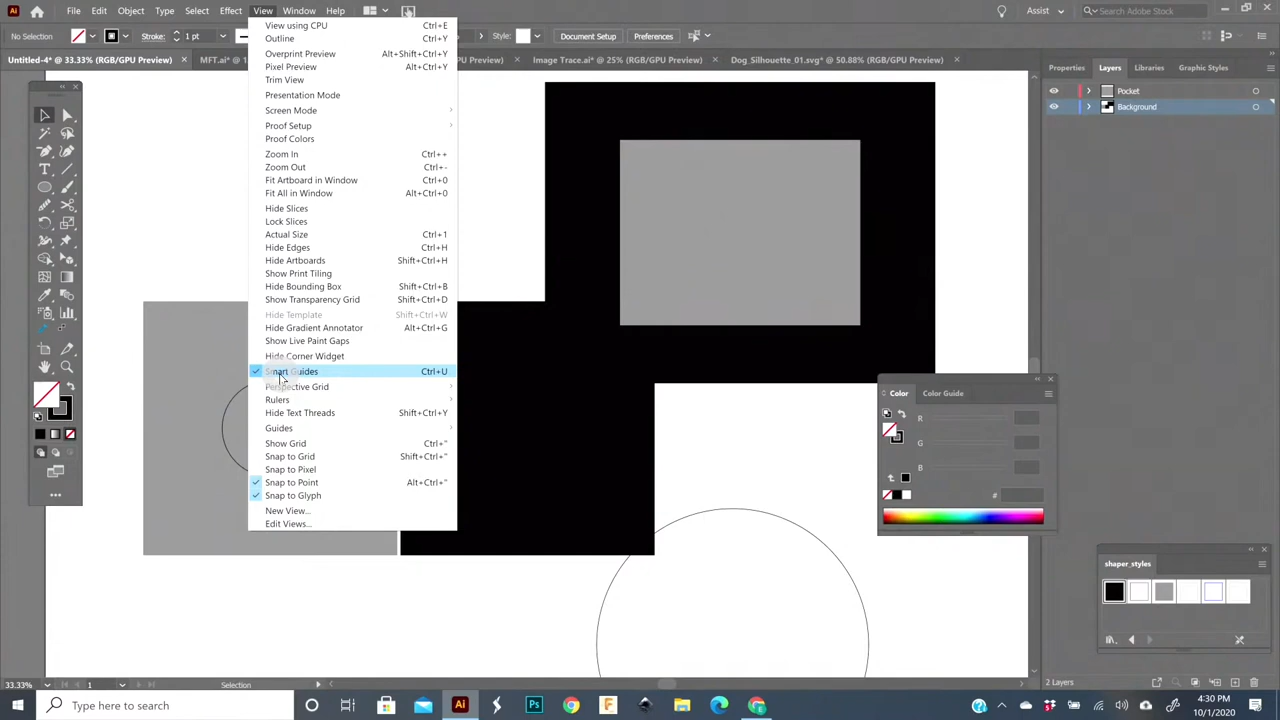 Ai File Edit Object Type Select Effect View Window Help Assist Search Adobe Stock
No Selection Stroke: 1 pt Style: Document Setup Preferences
Untitled-4* @ 33.33% (RGB/GPU Preview) × MFT.ai* @ (RGB/GPU Preview) × Image Trace.ai* @ 25% (RGB/GPU Preview) × Dog_Silhouette_01.svg* @ 50.88% (RGB/GPU Preview) ×
Properties Layers Libraries Graphic Styles
Pocket
Background
View using CPU Ctrl+E
Outline Ctrl+Y
Overprint Preview Alt+Shift+Ctrl+Y
Pixel Preview Alt+Ctrl+Y
Trim View
Presentation Mode
Screen Mode
Proof Setup
Proof Colors
Zoom In Ctrl++
Zoom Out Ctrl+-
Fit Artboard in Window Ctrl+0
Fit All in Window Alt+Ctrl+0
Hide Slices
Lock Slices
Actual Size Ctrl+1
Hide Edges Ctrl+H
Hide Artboards Shift+Ctrl+H
Show Print Tiling
Hide Bounding Box Shift+Ctrl+B
Show Transparency Grid Shift+Ctrl+D
Hide Template Shift+Ctrl+W
Hide Gradient Annotator Alt+Ctrl+G
Show Live Paint Gaps
Hide Corner Widget
Smart Guides Ctrl+U
Perspective Grid
Rulers
Hide Text Threads Shift+Ctrl+Y
Guides
Show Grid Ctrl+"
Snap to Grid Shift+Ctrl+"
Snap to Pixel
Snap to Point Alt+Ctrl+"
Snap to Glyph
New View...
Edit Views...
Color Color Guide
R
G
B
#
shaper_styles
33.33% 1 Selection 2 Layers
Type here to search Ai Ps 4:30 PM
10/1/2020